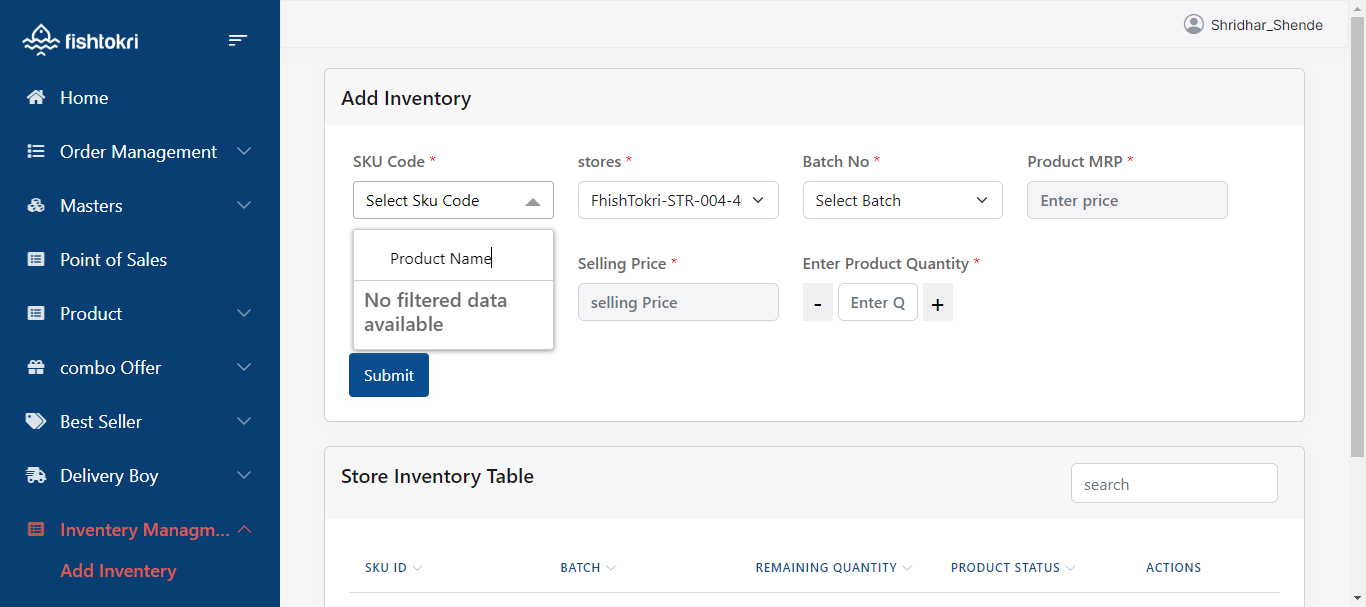 fishtokri
Shridhar_Shende
Home
Order Management
Masters
Point of Sales
Product
combo Offer
Best Seller
Delivery Boy
Inventery Managm...
Add Inventory
Add Inventory
SKU Code *
stores *
Batch No *
Product MRP *
Select Sku Code
FhishTokri-STR-004-4
Select Batch
Enter price
Product Name
No filtered data
available
Selling Price *
Enter Product Quantity *
selling Price
- Enter Q +
Submit
Store Inventory Table
search
SKU ID
BATCH
REMAINING QUANTITY
PRODUCT STATUS
ACTIONS